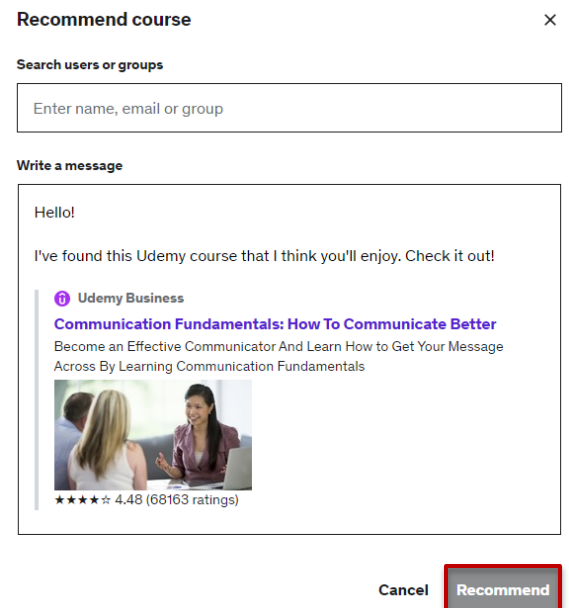 Recommend course
Search users or groups
Enter name, email or group
Write a message
Hello!
I've found this Udemy course that I think you'll enjoy. Check it out!
Udemy Business
Communication Fundamentals: How To Communicate Better
Become an Effective Communicator And Learn How to Get Your Message
Across By Learning Communication Fundamentals
★★★★☆ 4.48 (68163 ratings)
Cancel Recommend